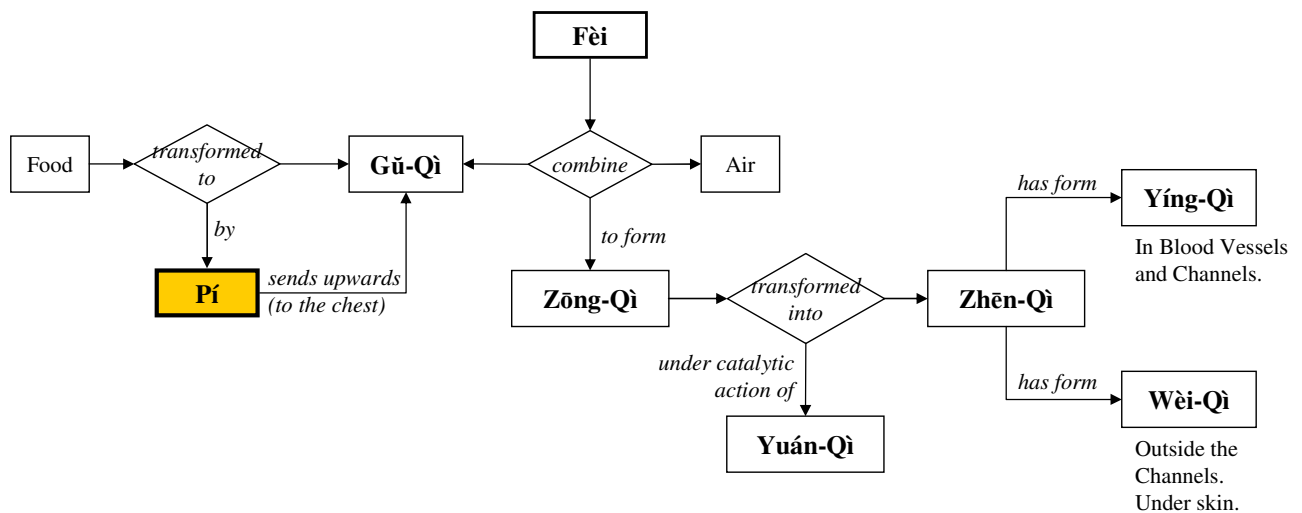 Fèi
Food
transformed
to
Gŭ-Qì
combine
Air
by
Pí
sends upwards
(to the chest)
to form
Zōng-Qì
transformed
into
Zhēn-Qì
under catalytic
action of
Yuán-Qì
has form
Yíng-Qì
In Blood Vessels
and Channels.
has form
Wèi-Qì
Outside the
Channels.
Under skin.